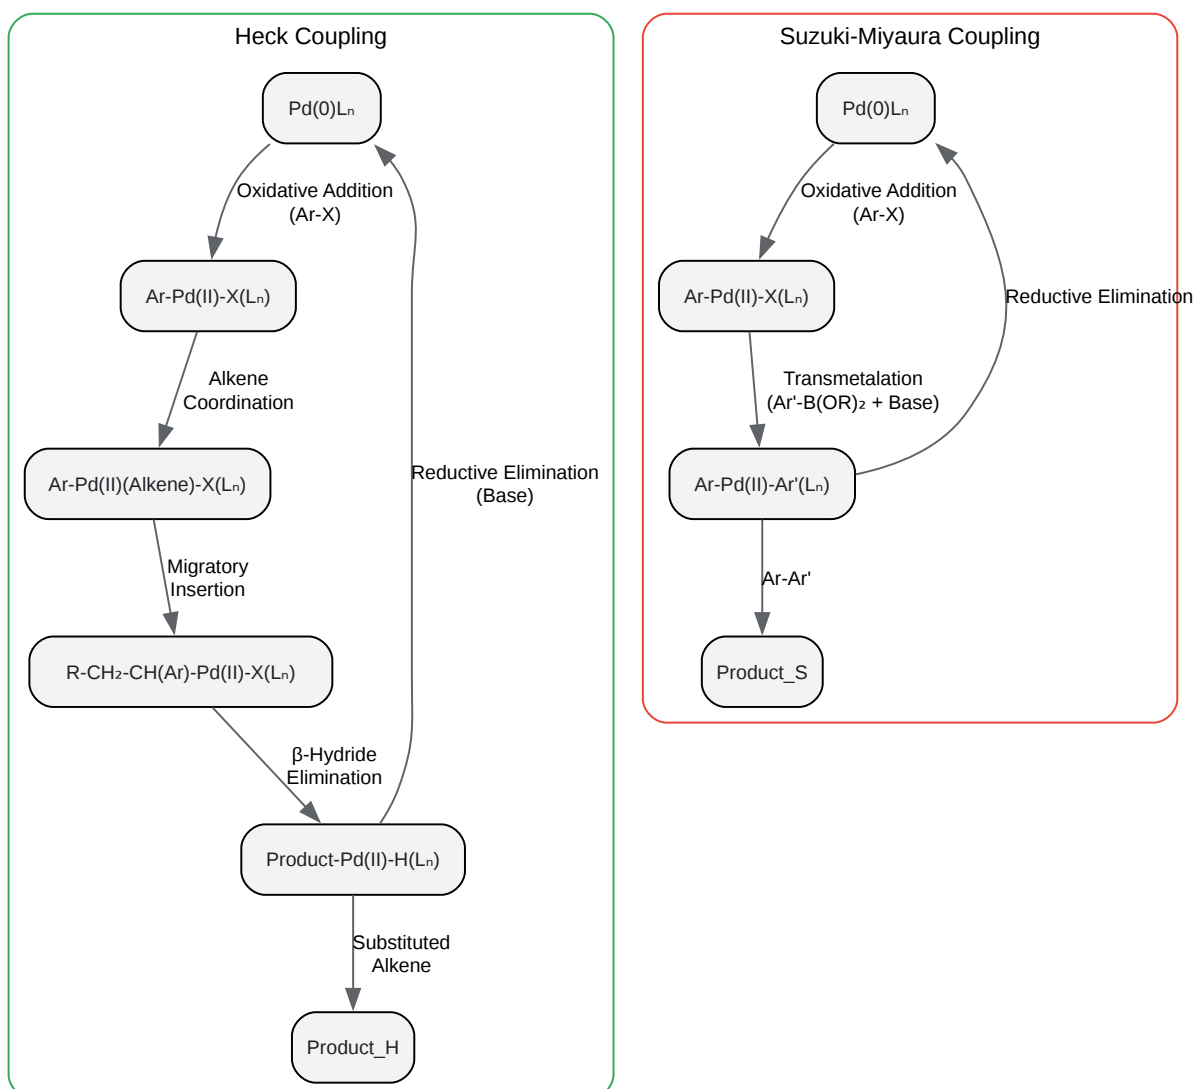 Heck Coupling
Pd(0)Lₙ
Oxidative Addition
(Ar-X)
Ar-Pd(II)-X(Lₙ)
Alkene
Coordination
Ar-Pd(II)(Alkene)-X(Lₙ)
Reductive Elimination
(Base)
Migratory
Insertion
R-CH₂-CH(Ar)-Pd(II)-X(Lₙ)
β-Hydride
Elimination
Product-Pd(II)-H(Lₙ)
Substituted
Alkene
Product_H
Suzuki-Miyaura Coupling
Pd(0)Lₙ
Oxidative Addition
(Ar-X)
Ar-Pd(II)-X(Lₙ)
Reductive Elimination
Transmetalation
(Ar'-B(OR)₂ + Base)
Ar-Pd(II)-Ar'(Lₙ)
Ar-Ar'
Product_S